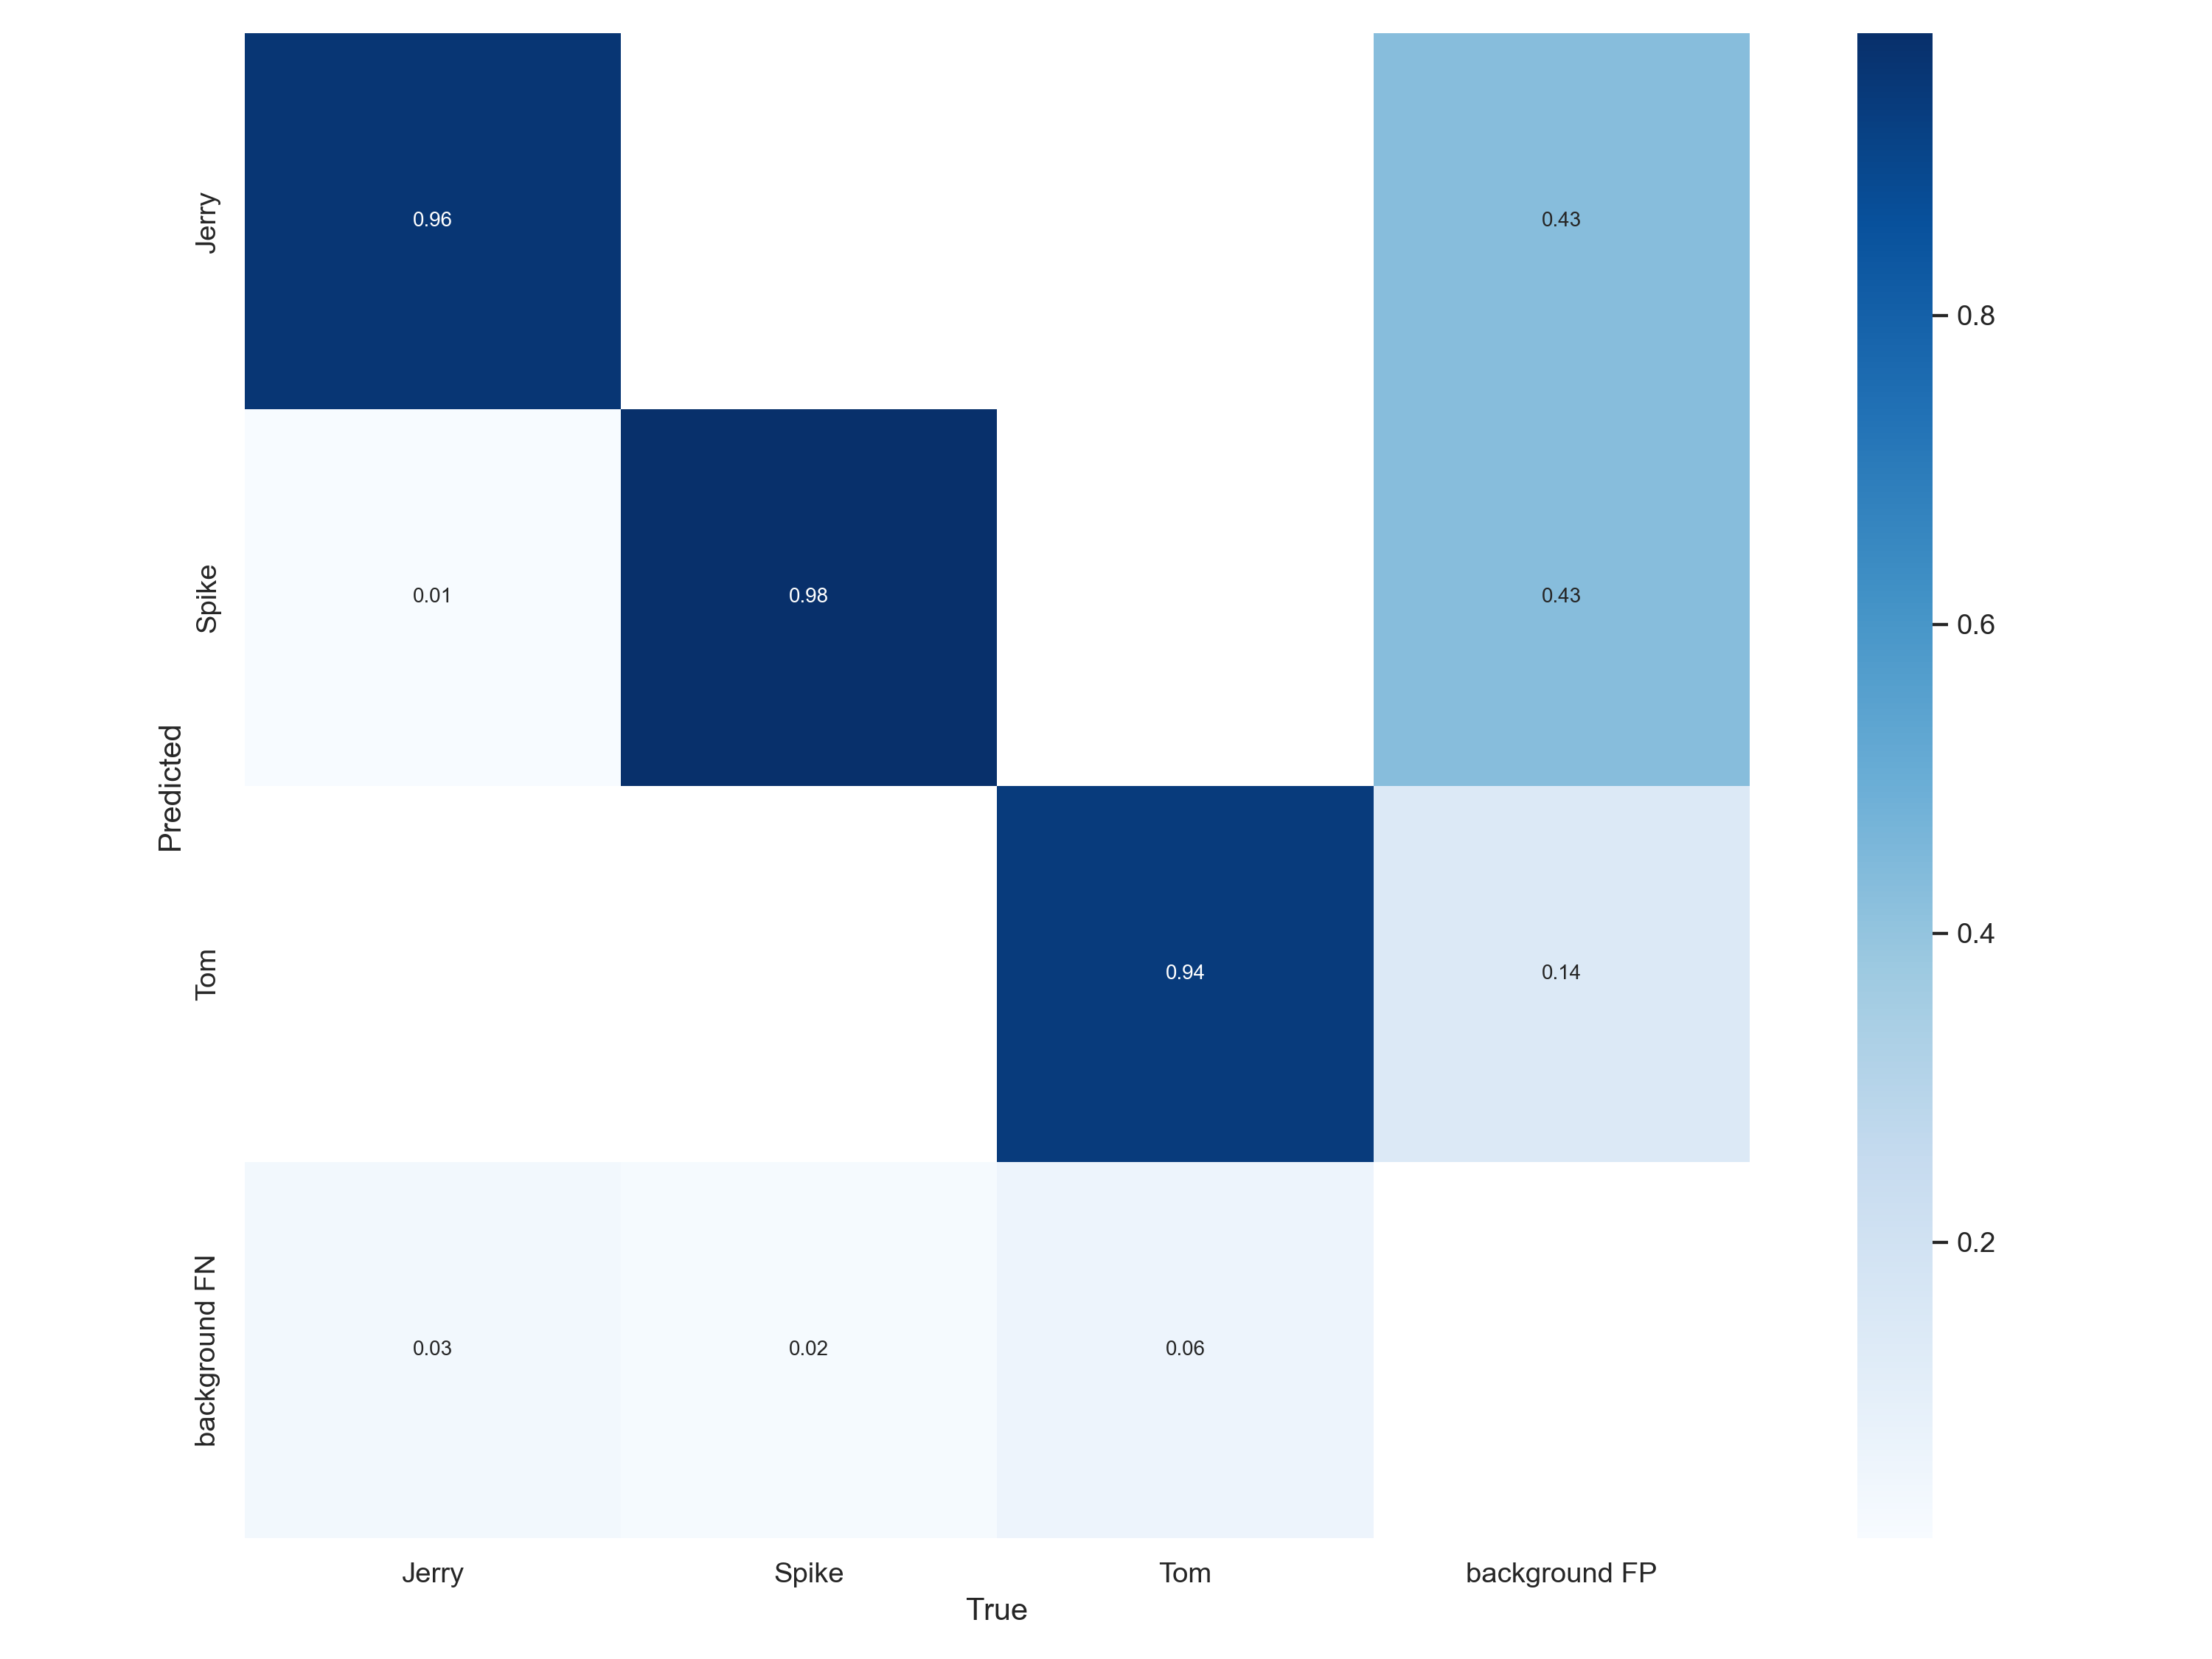 Predicted
Jerry
0.96
0.43
Spike
0.01
0.98
0.43
Tom
0.94
0.14
background FN
0.03
0.02
0.06
Jerry
Spike
Tom
background FP
True
0.8
0.6
0.4
0.2